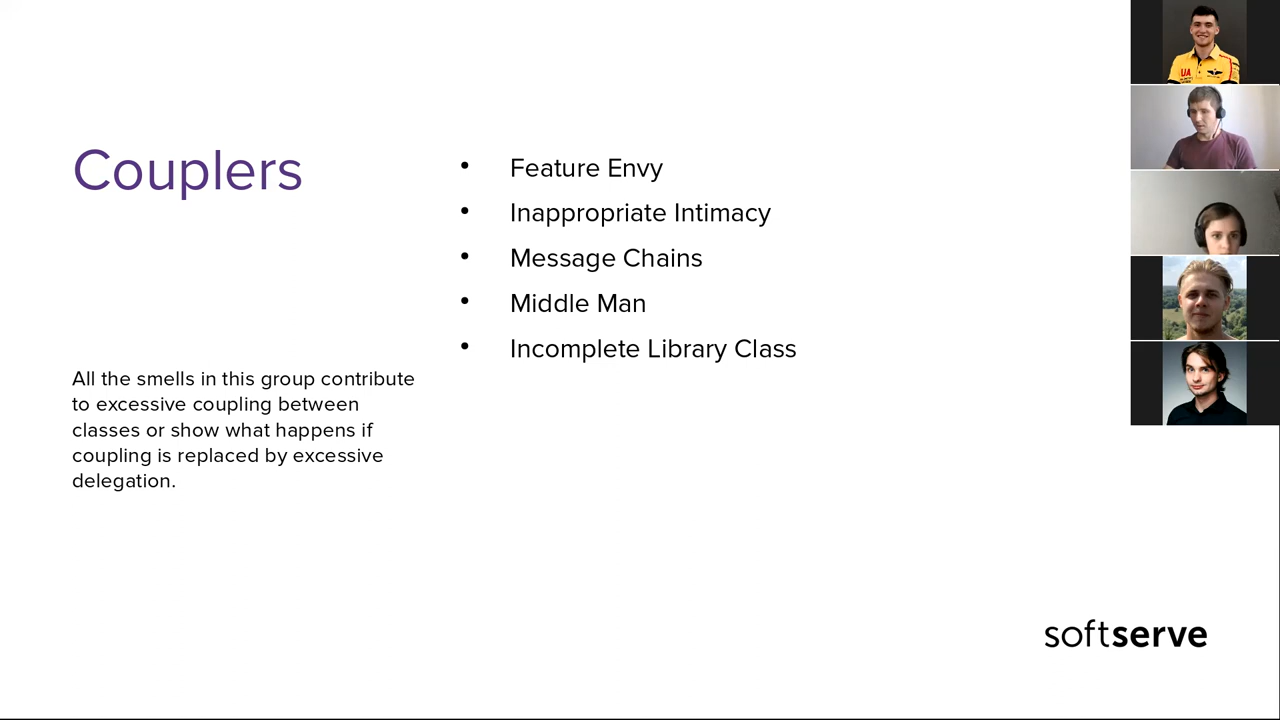 Couplers
All the smells in this group contribute
to excessive coupling between
classes or show what happens if
coupling is replaced by excessive
delegation.
• Feature Envy
• Inappropriate Intimacy
• Message Chains
• Middle Man
• Incomplete Library Class
softserve
UA